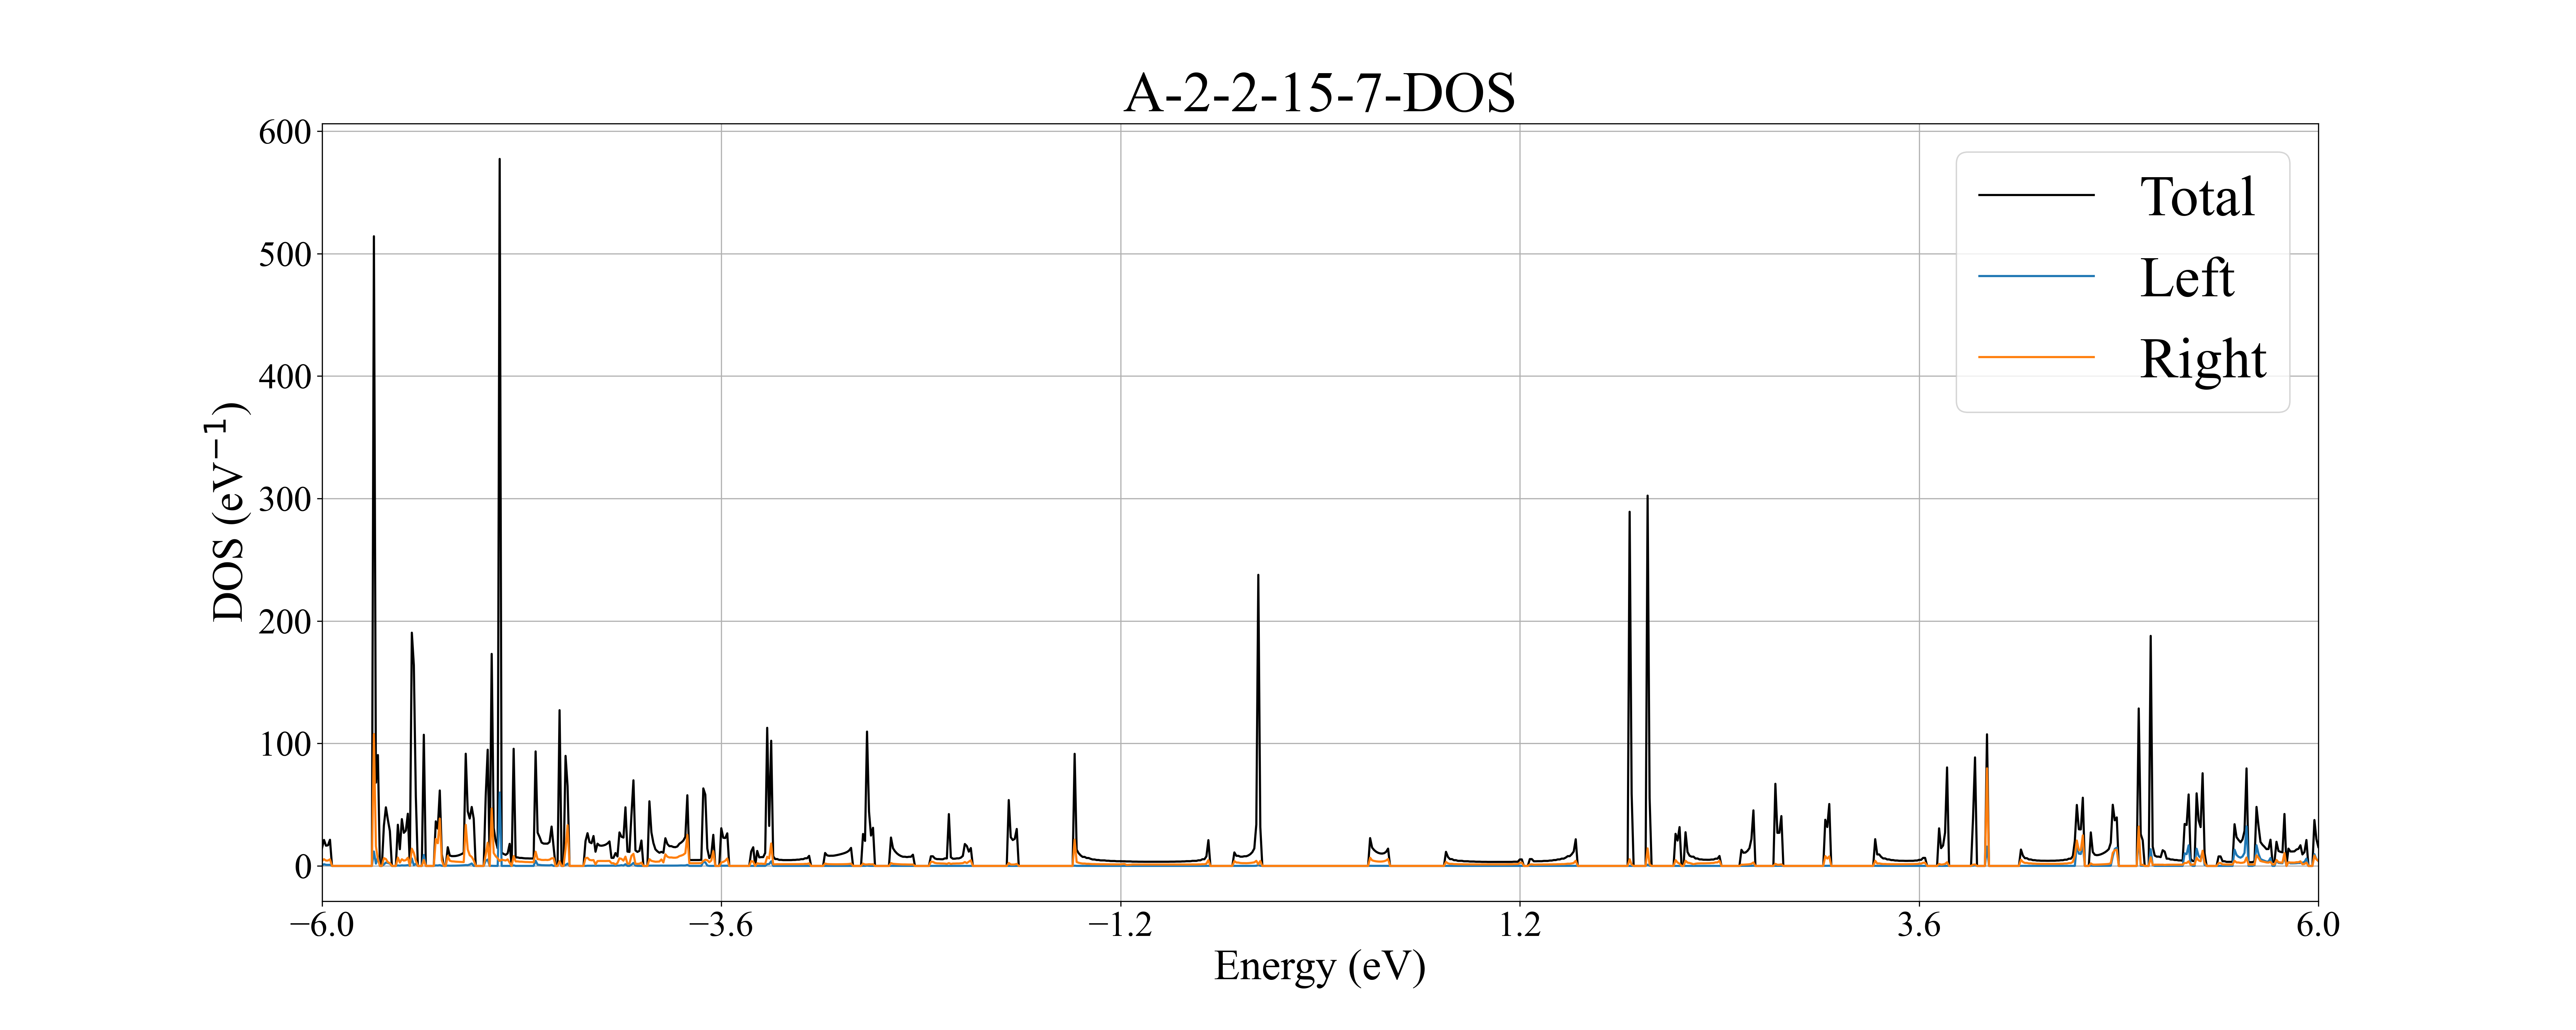 A-2-2-15-7-DOS
600
500
400
300
200
100
0
DOS (eV⁻¹)
Total
Left
Right
−6.0 −3.6 −1.2 1.2 3.6 6.0
Energy (eV)